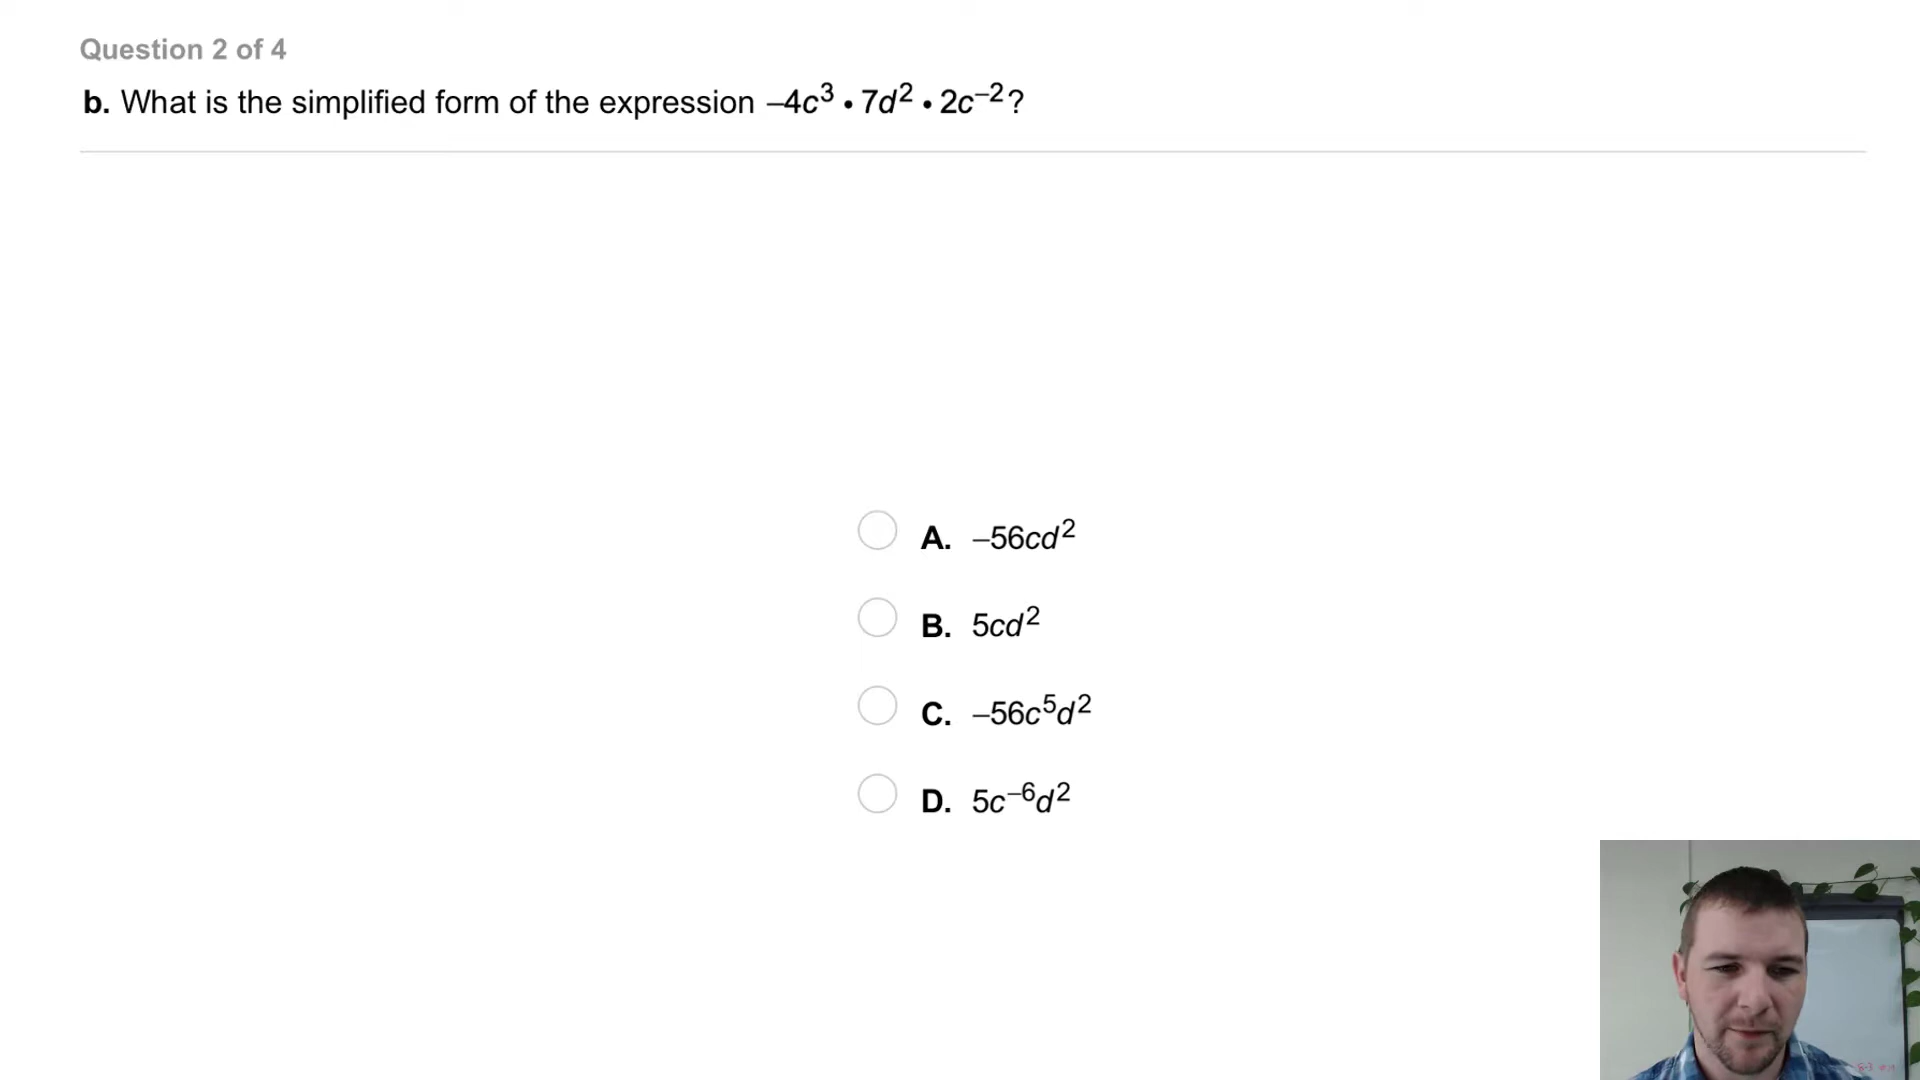 Question 2 of 4
b. What is the simplified form of the expression –4c³ • 7d² • 2c⁻²?
A. –56cd²
B. 5cd²
C. –56c⁵d²
D. 5c⁻⁶d²